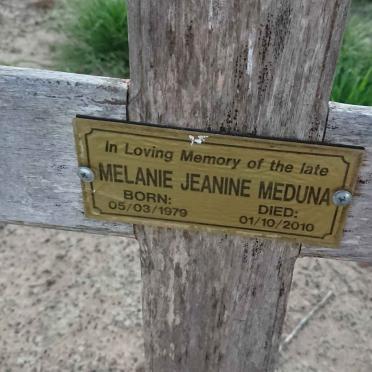 In Loving Memory of the late
MELANIE JEANINE MEDUNA
BORN: DIED:
05/03/1979 01/10/2010